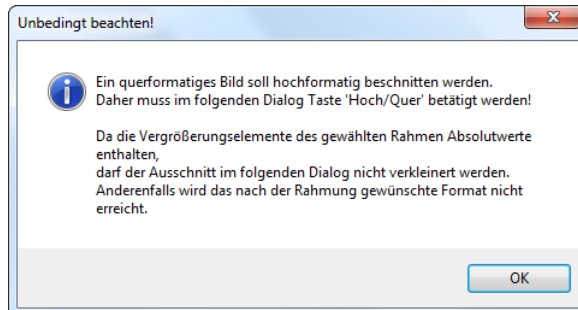 Unbedingt beachten!
Ein querformatiges Bild soll hochformatig beschnitten werden.
Daher muss im folgenden Dialog Taste 'Hoch/Quer' betätigt werden!
Da die Vergrößerungselemente des gewählten Rahmen Absolutwerte
enthalten,
darf der Ausschnitt im folgenden Dialog nicht verkleinert werden.
Anderenfalls wird das nach der Rahmung gewünschte Format nicht
erreicht.
OK